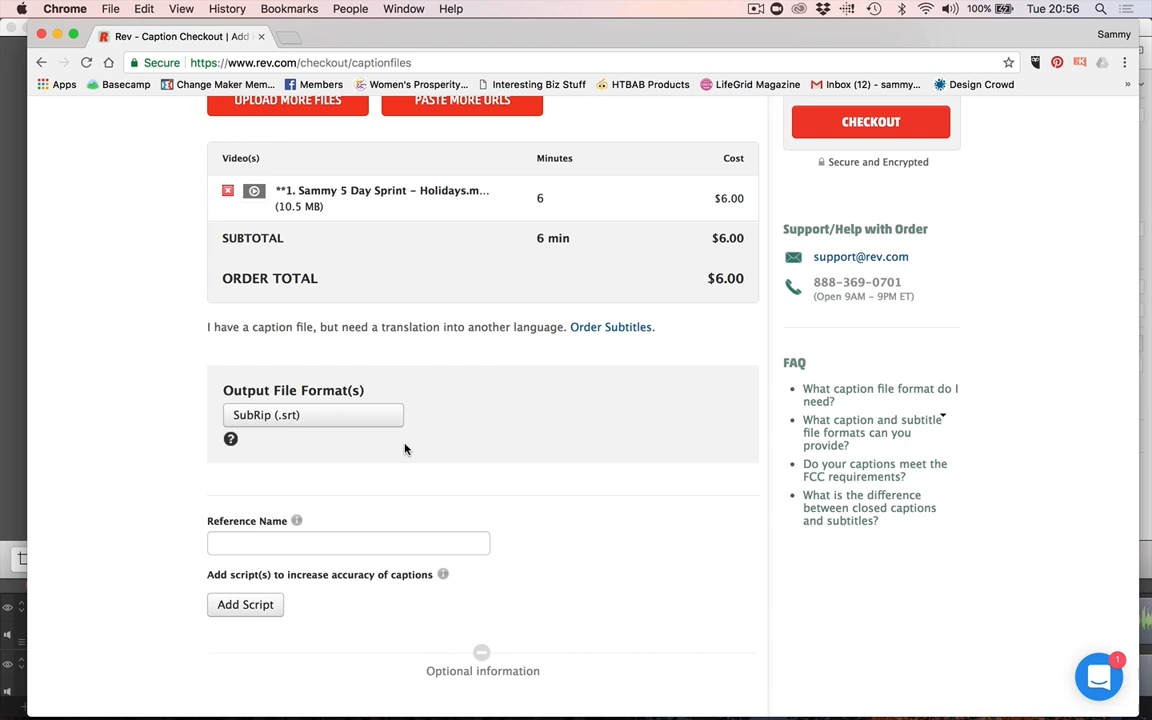 Chrome File Edit View History Bookmarks People Window Help 100% Tue 20:56
Rev - Caption Checkout | Add Sammy
Secure https://www.rev.com/checkout/captionfiles
Apps Basecamp Change Maker Mem... Members Women's Prosperity... Interesting Biz Stuff HTBAB Products LifeGrid Magazine Inbox (12) - sammy... Design Crowd »
UPLOAD MORE FILES PASTE MORE URLS
Video(s) Minutes Cost
**1. Sammy 5 Day Sprint – Holidays.m... 6 $6.00
(10.5 MB)
SUBTOTAL 6 min $6.00
ORDER TOTAL $6.00
I have a caption file, but need a translation into another language. Order Subtitles.
Output File Format(s)
SubRip (.srt)
?
Reference Name
Add script(s) to increase accuracy of captions
Add Script
Optional information
CHECKOUT
Secure and Encrypted
Support/Help with Order
support@rev.com
888-369-0701
(Open 9AM – 9PM ET)
FAQ
What caption file format do I
need?
What caption and subtitle
file formats can you
provide?
Do your captions meet the
FCC requirements?
What is the difference
between closed captions
and subtitles?
1